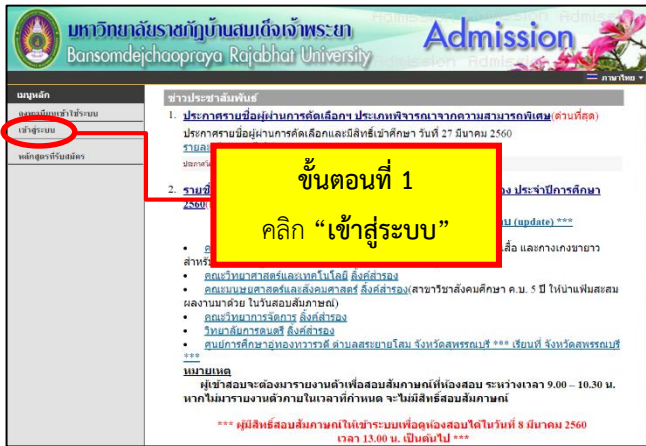 มหาวิทยาลัยราชภัฏบ้านสมเด็จเจ้าพระยา
Bansomdejchaopraya Rajabhat University
Admission
ภาษาไทย
เมนูหลัก
ลงทะเบียนเข้าใช้ระบบ
เข้าสู่ระบบ
หลักสูตรที่รับสมัคร
ข่าวประชาสัมพันธ์
1. ประกาศรายชื่อผู้ผ่านการคัดเลือกฯ ประเภทพิจารณาจากความสามารถพิเศษ(ด่วนที่สุด)
ประกาศรายชื่อผู้ผ่านการคัดเลือกและมีสิทธิ์เข้าศึกษา วันที่ 27 มีนาคม 2560
ขั้นตอนที่ 1
คลิก “เข้าสู่ระบบ”
2. ประจำปีการศึกษา
2560
(update) ***
และกางเกงขายาว
คณะวิทยาศาสตร์และเทคโนโลยี ลิ้งค์สำรอง
คณะมนุษยศาสตร์และสังคมศาสตร์ ลิ้งค์สำรอง(สาขาวิชาสังคมศึกษา ค.บ. 5 ปี ให้นำแฟ้มสะสม
ผลงานมาด้วย ในวันสอบสัมภาษณ์)
คณะวิทยาการจัดการ ลิ้งค์สำรอง
วิทยาลัยการดนตรี ลิ้งค์สำรอง
ศูนย์การศึกษาอู่ทองทวารวดี ตำบลสระยายโสม จังหวัดสุพรรณบุรี *** เรียนที่ จังหวัดสุพรรณบุรี
***
หมายเหตุ
ผู้เข้าสอบจะต้องมารายงานตัวเพื่อสอบสัมภาษณ์ที่ห้องสอบ ระหว่างเวลา 9.00 – 10.30 น.
หากไม่มารายงานตัวภายในเวลาที่กำหนด จะไม่มีสิทธิ์สอบสัมภาษณ์
*** ผู้มีสิทธิ์สอบสัมภาษณ์ให้เข้าระบบเพื่อดูห้องสอบได้ในวันที่ 8 มีนาคม 2560
เวลา 13.00 น. เป็นต้นไป ***